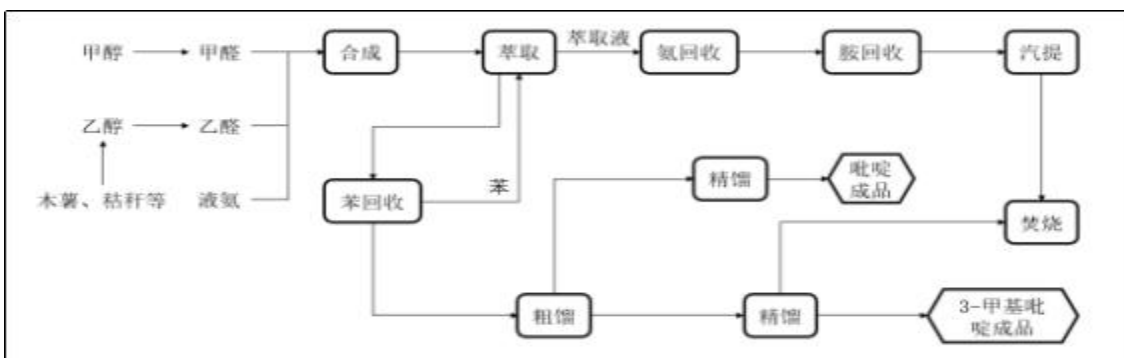 甲醇
甲醛
合成
萃取
萃取液
氨回收
胺回收
汽提
乙醇
乙醛
木薯、秸秆等
液氨
苯回收
苯
精馏
吡啶
成品
焚烧
粗馏
精馏
3-甲基吡
啶成品